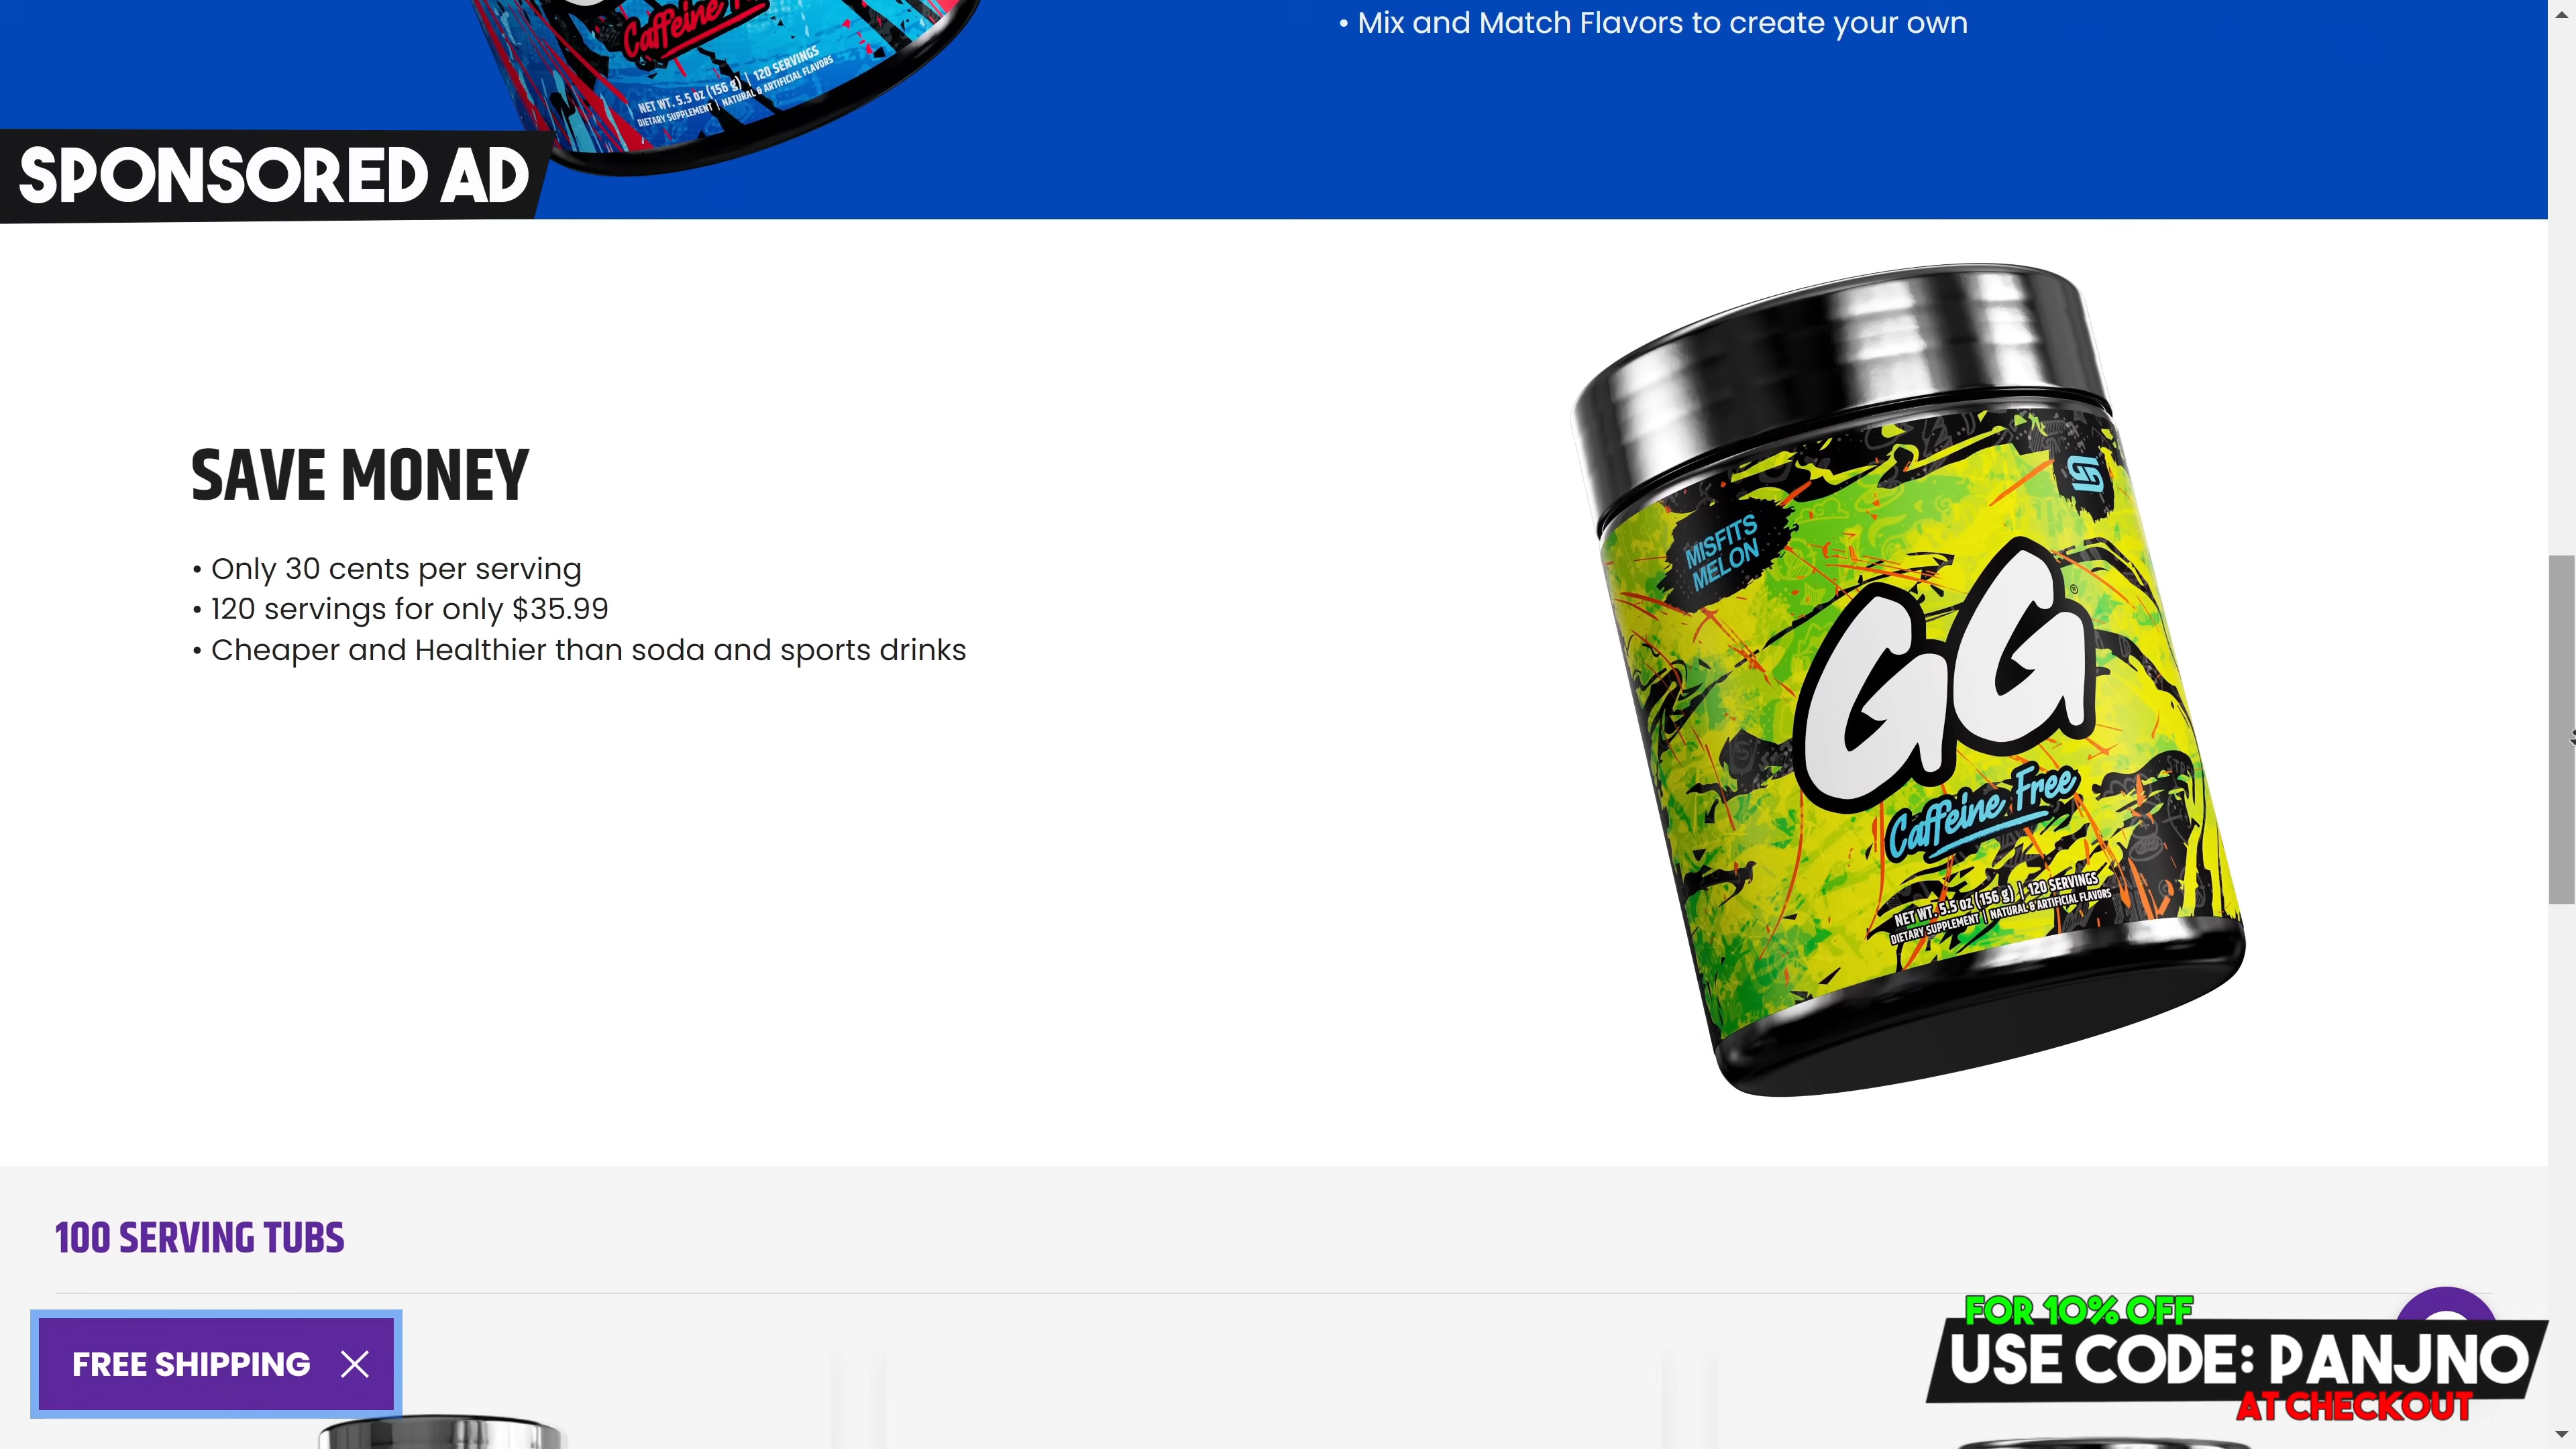 Caffeine
NET WT. 5.5 OZ (156 g) | 120 SERVINGS
DIETARY SUPPLEMENT | NATURAL & ARTIFICIAL FLAVORS
• Mix and Match Flavors to create your own
SPONSORED AD
SAVE MONEY
• Only 30 cents per serving
• 120 servings for only $35.99
• Cheaper and Healthier than soda and sports drinks
MISFITS
MELON
GG®
Caffeine Free
NET WT. 5.5 oz (156 g) | 120 SERVINGS
DIETARY SUPPLEMENT | NATURAL & ARTIFICIAL FLAVORS
100 SERVING TUBS
FREE SHIPPING
FOR 10% OFF
USE CODE: PANJNO
AT CHECKOUT